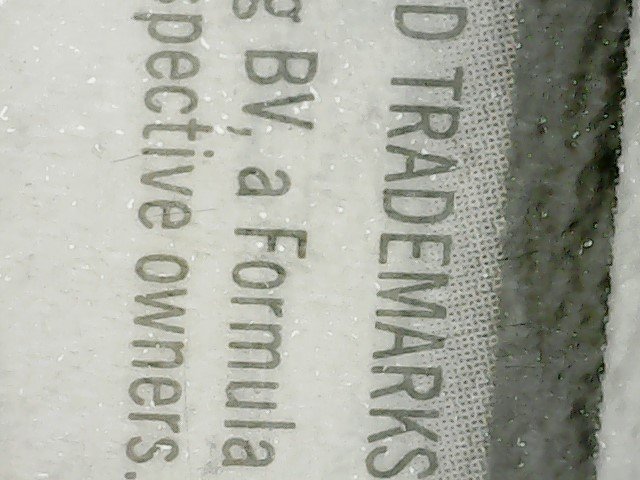 D TRADEMARKS
g BV, a Formula
spective owners.